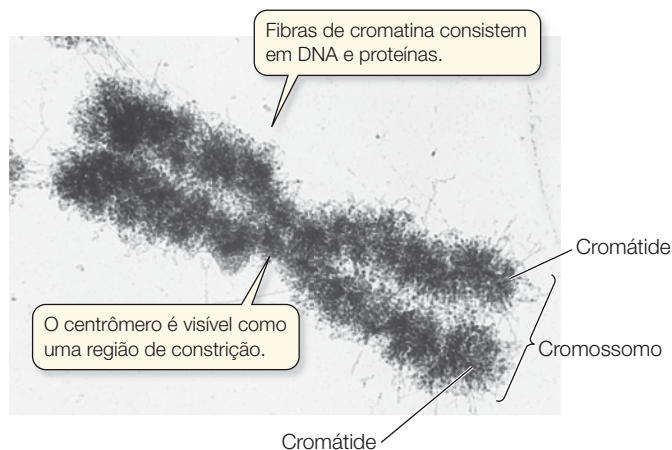 Fibras de cromatina consistem
em DNA e proteínas.
Cromátide
O centrômero é visível como
uma região de constrição.
Cromossomo
Cromátide